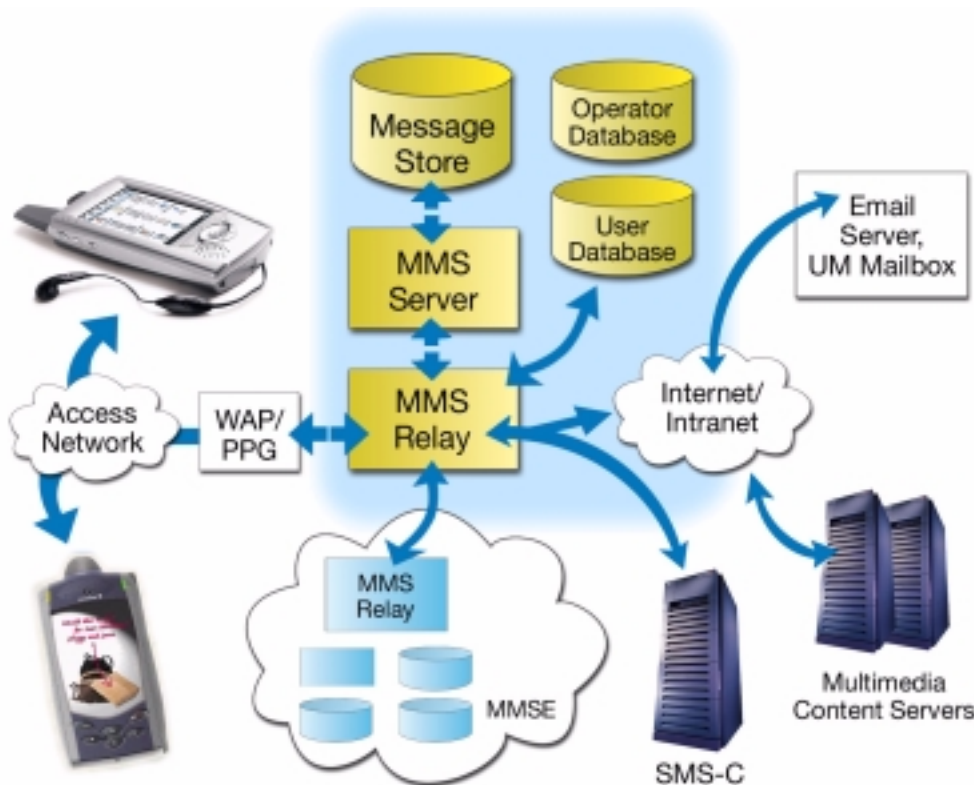 Message
Store
Operator
Database
User
Database
Email
Server,
UM Mailbox
MMS
Server
Access
Network
WAP/
PPG
MMS
Relay
Internet/
Intranet
MMS
Relay
MMSE
SMS-C
Multimedia
Content Servers